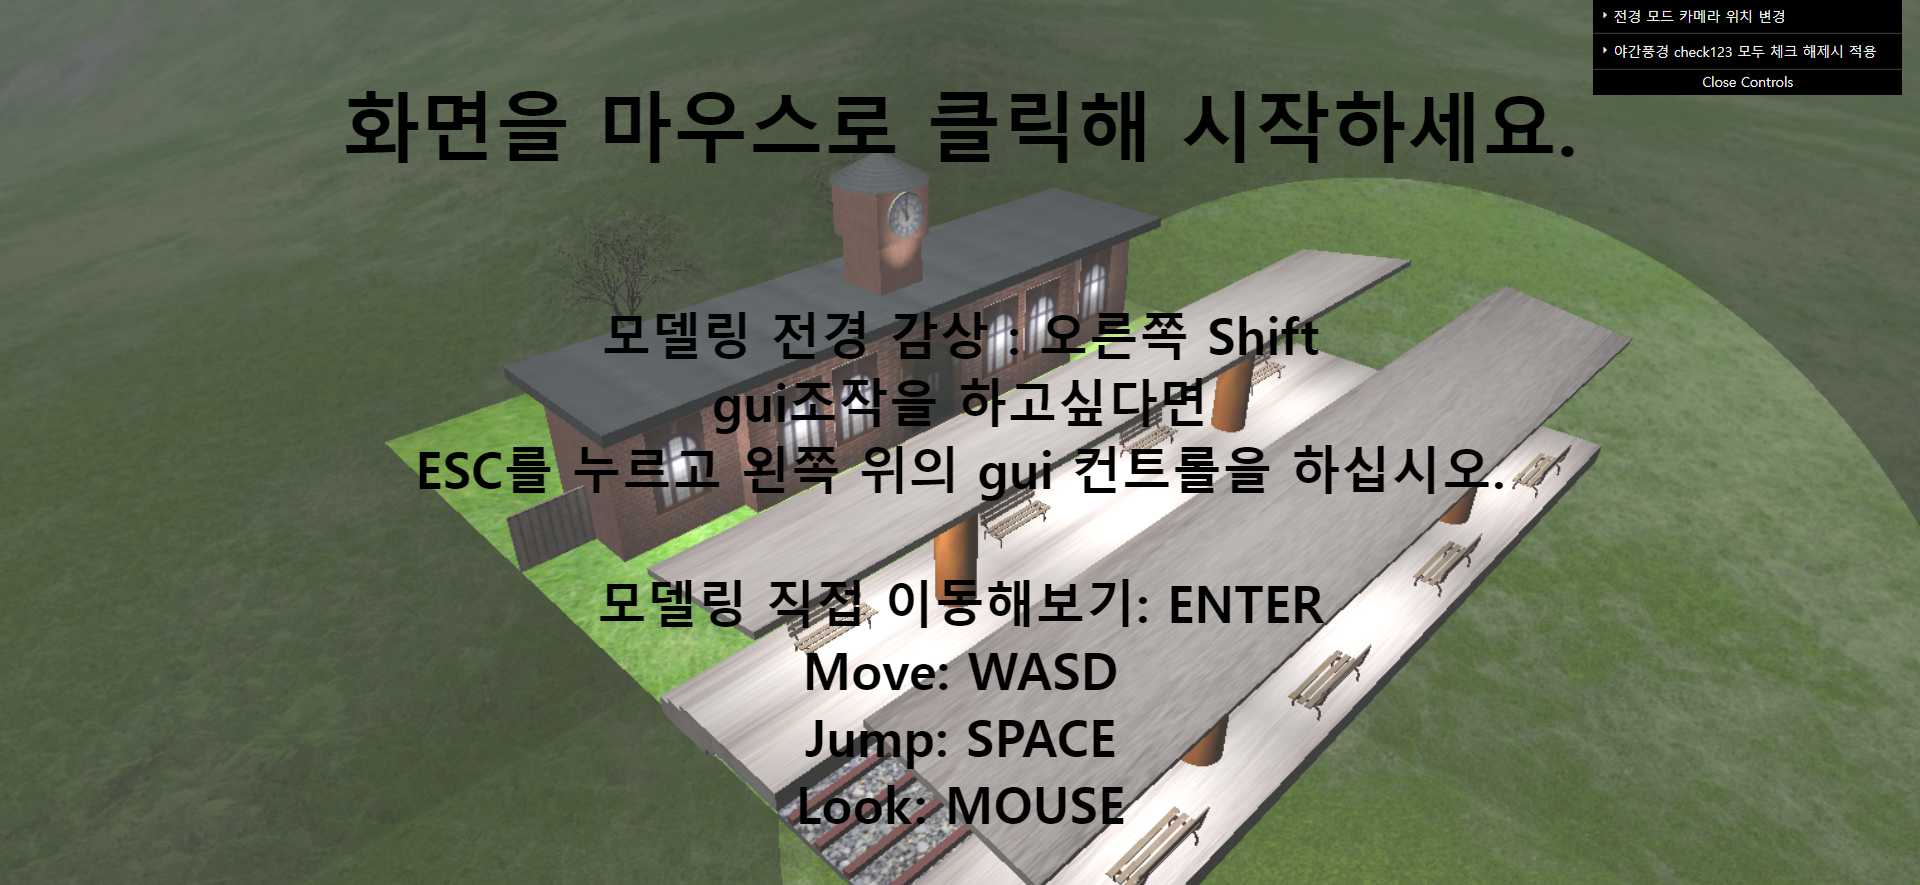 전경 모드 카메라 위치 변경
야간풍경 check123 모두 체크 해제시 적용
Close Controls
화면을 마우스로 클릭해 시작하세요.
모델링 전경 감상 : 오른쪽 Shift
gui조작을 하고싶다면
ESC를 누르고 왼쪽 위의 gui 컨트롤을 하십시오.
모델링 직접 이동해보기: ENTER
Move: WASD
Jump: SPACE
Look: MOUSE